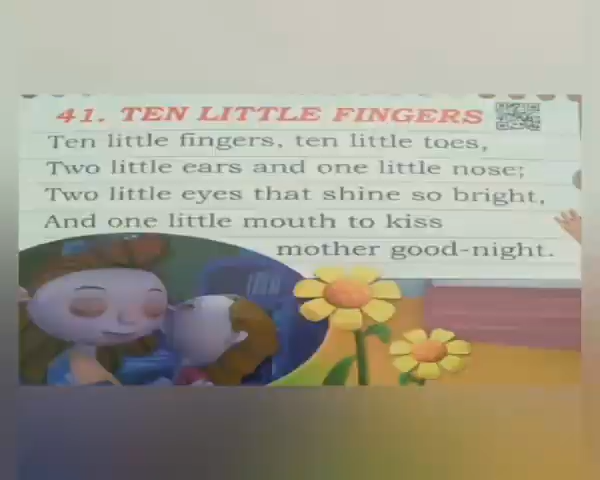 41. TEN LITTLE FINGERS
Ten little fingers, ten little toes,
Two little ears and one little nose;
Two little eyes that shine so bright,
And one little mouth to kiss
mother good-night.